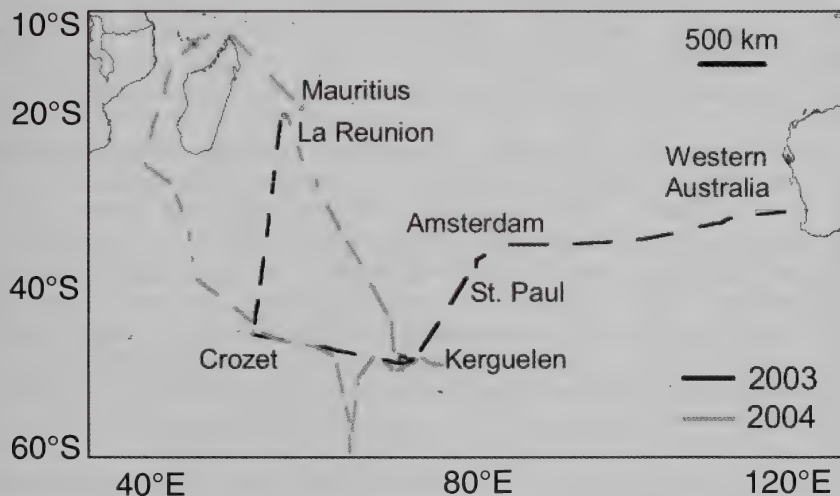 10°S
500 km
Mauritius
20°S
La Reunion
Western
Australia
Amsterdam
40°S
St. Paul
Crozet
Kerguelen
2003
2004
60°S
40°E
80°E
120°E